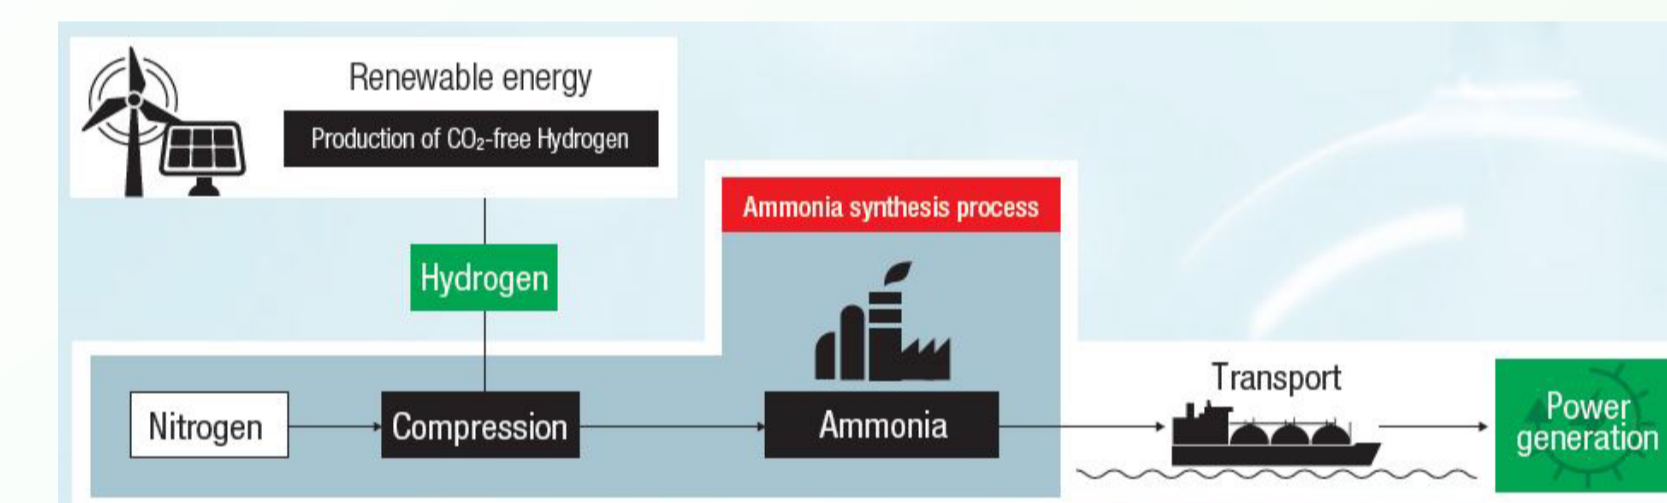 Renewable energy
Production of CO₂-free Hydrogen
Ammonia synthesis process
Hydrogen
Nitrogen
Compression
Ammonia
Transport
Power
generation